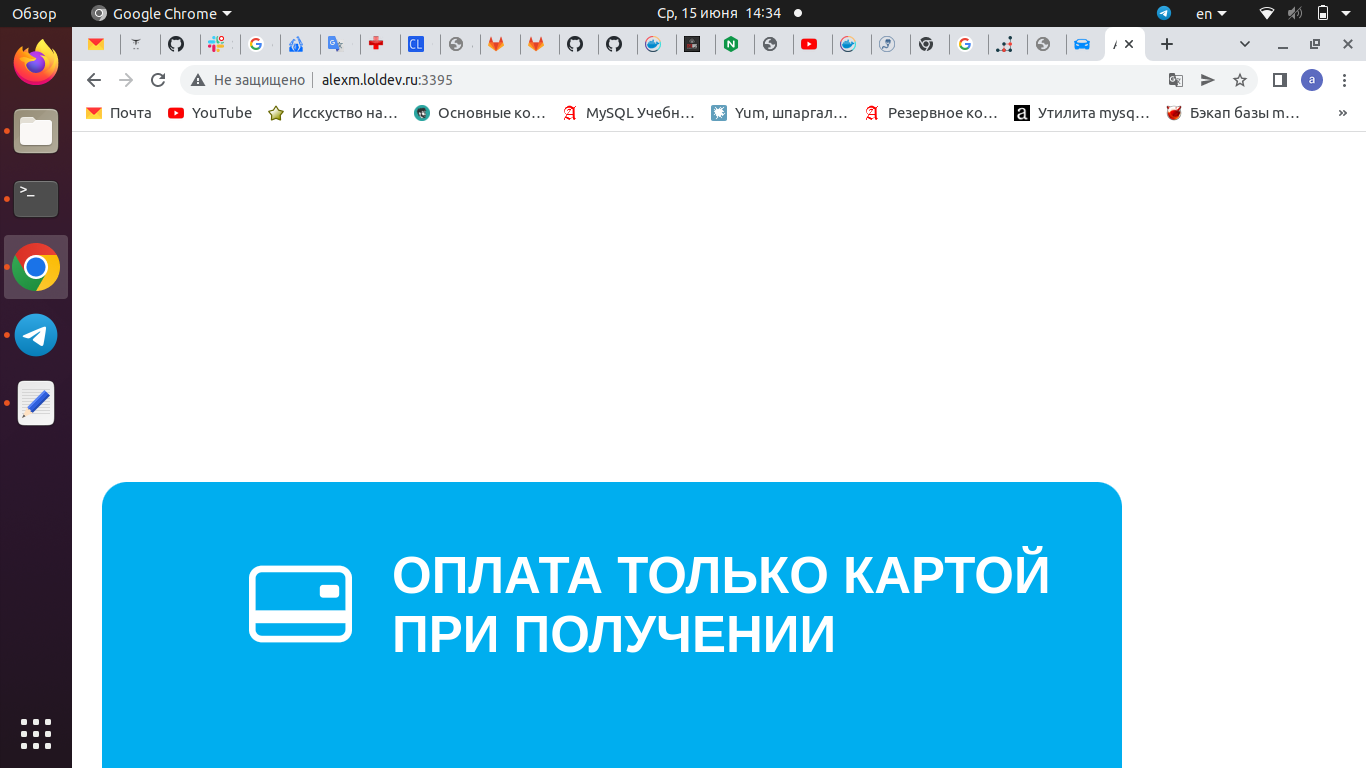 Обзор
Google Chrome
Ср, 15 июня 14:34
en
CL
Не защищено
alexm.loldev.ru:3395
a
Почта
YouTube
Исскуство на…
Основные ко…
MySQL Учебн…
Yum, шпаргал…
Резервное ко…
Утилита mysq…
Бэкап базы m…
»
ОПЛАТА ТОЛЬКО КАРТОЙ
ПРИ ПОЛУЧЕНИИ